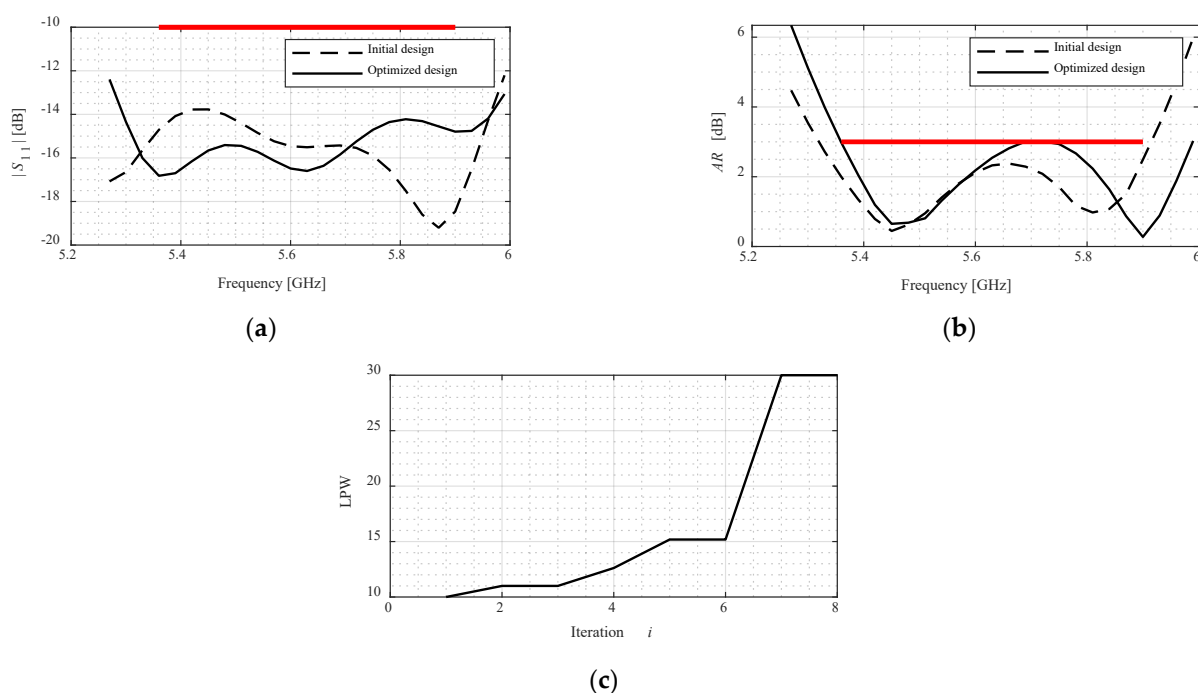 -10
-12
-14
-16
-18
-20
|S11| [dB]
5.2
5.4
5.6
5.8
6
Frequency [GHz]
Initial design
Optimized design
(a)
6
4
2
0
AR [dB]
5.2
5.4
5.6
5.8
6
Frequency [GHz]
Initial design
Optimized design
(b)
30
25
20
15
10
LPW
0
2
4
6
8
Iteration i
(c)